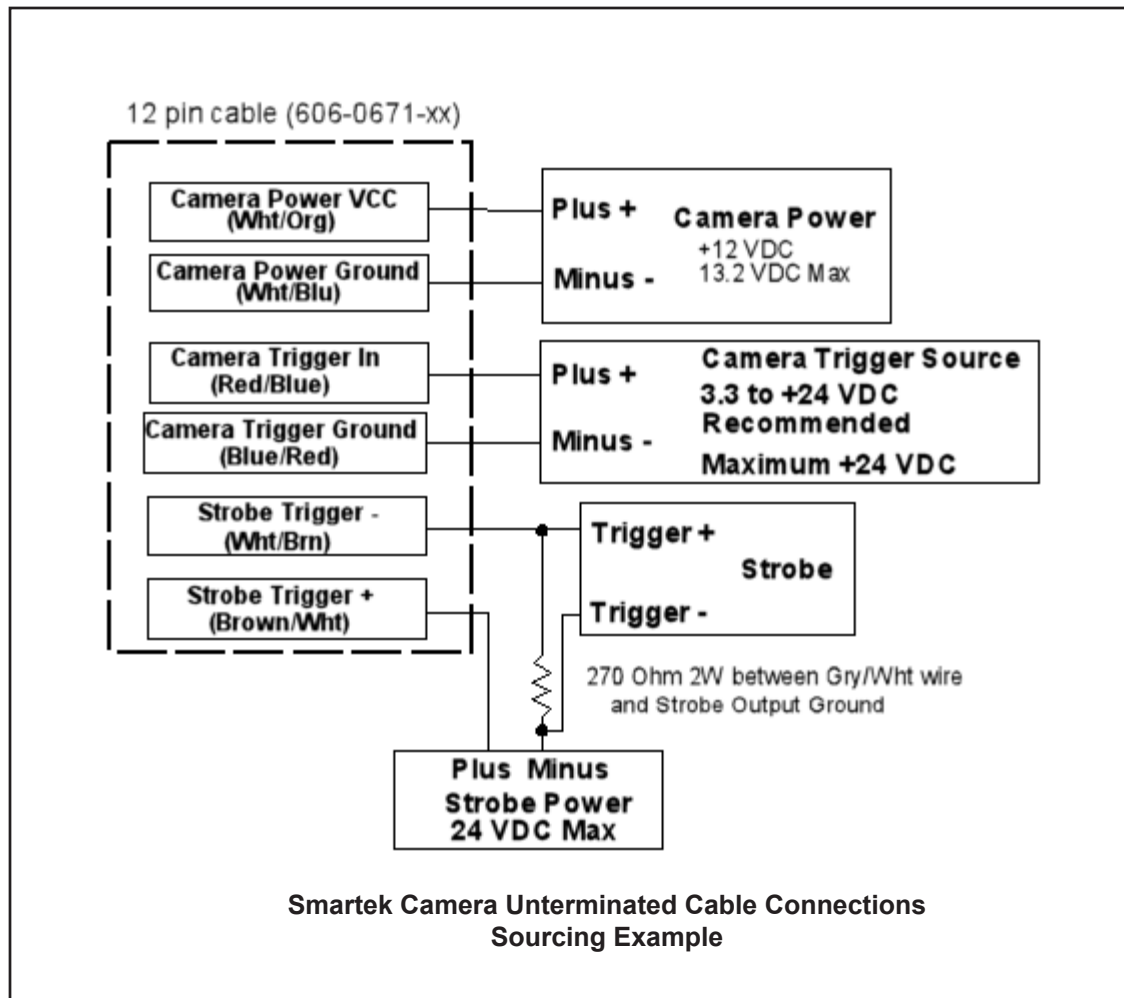 12 pin cable (606-0671-xx)
Camera Power VCC
(Wht/Org)
Camera Power Ground
(Wht/Blu)
Camera Trigger In
(Red/Blue)
Camera Trigger Ground
(Blue/Red)
Strobe Trigger -
(Wht/Brn)
Strobe Trigger +
(Brown/Wht)
Plus +
Camera Power
+12 VDC
13.2 VDC Max
Minus -
Camera Trigger Source
Plus +
3.3 to +24 VDC
Recommended
Minus -
Maximum +24 VDC
Trigger +
Strobe
Trigger -
270 Ohm 2W between Gry/Wht wire
and Strobe Output Ground
Plus Minus
Strobe Power
24 VDC Max
Smartek Camera Unterminated Cable Connections
Sourcing Example